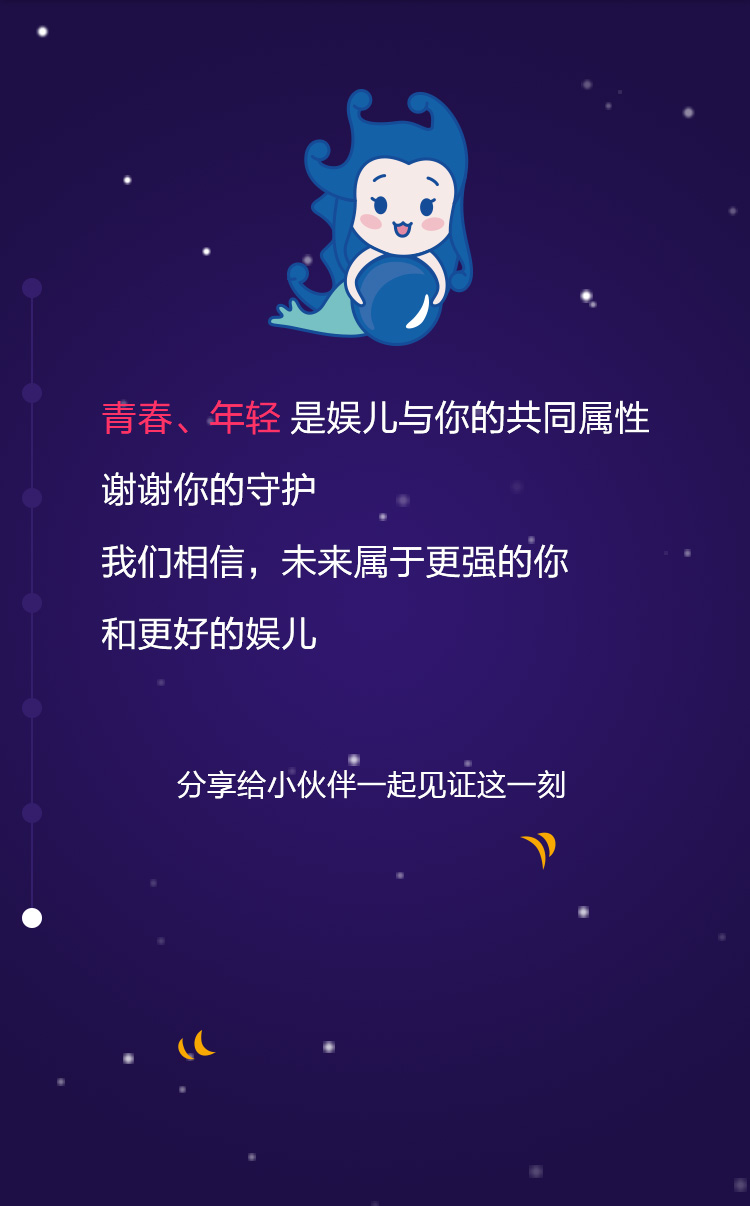 青春、年轻 是娱儿与你的共同属性
谢谢你的守护
我们相信，未来属于更强的你
和更好的娱儿
分享给小伙伴一起见证这一刻